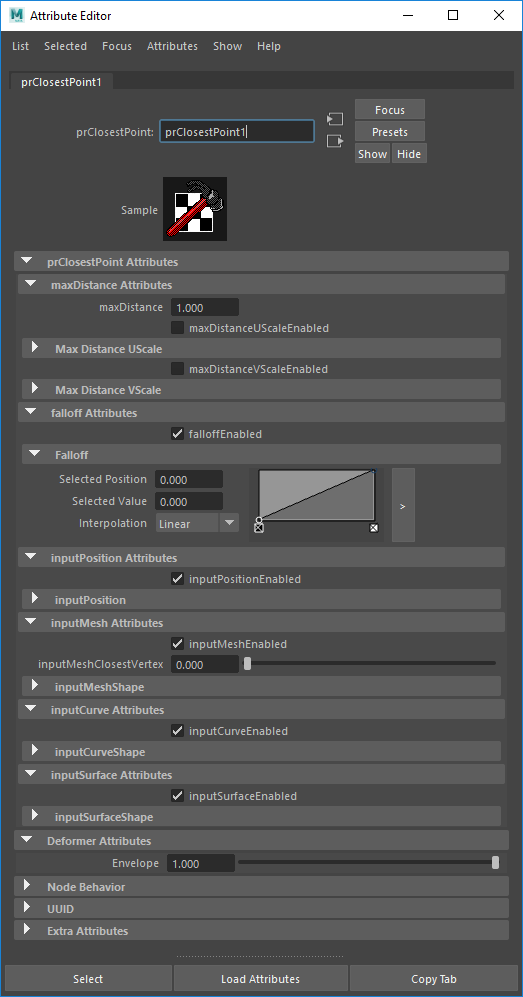 Attribute Editor
List Selected Focus Attributes Show Help
prClosestPoint1
Focus
prClosestPoint: prClosestPoint1
Presets
Show Hide
Sample
prClosestPoint Attributes
maxDistance Attributes
maxDistance 1.000
maxDistanceUScaleEnabled
Max Distance UScale
maxDistanceVScaleEnabled
Max Distance VScale
falloff Attributes
falloffEnabled
Falloff
Selected Position 0.000
Selected Value 0.000
>
Interpolation Linear
inputPosition Attributes
inputPositionEnabled
inputPosition
inputMesh Attributes
inputMeshEnabled
inputMeshClosestVertex 0.000
inputMeshShape
inputCurve Attributes
inputCurveEnabled
inputCurveShape
inputSurface Attributes
inputSurfaceEnabled
inputSurfaceShape
Deformer Attributes
Envelope 1.000
Node Behavior
UUID
Extra Attributes
Select Load Attributes Copy Tab